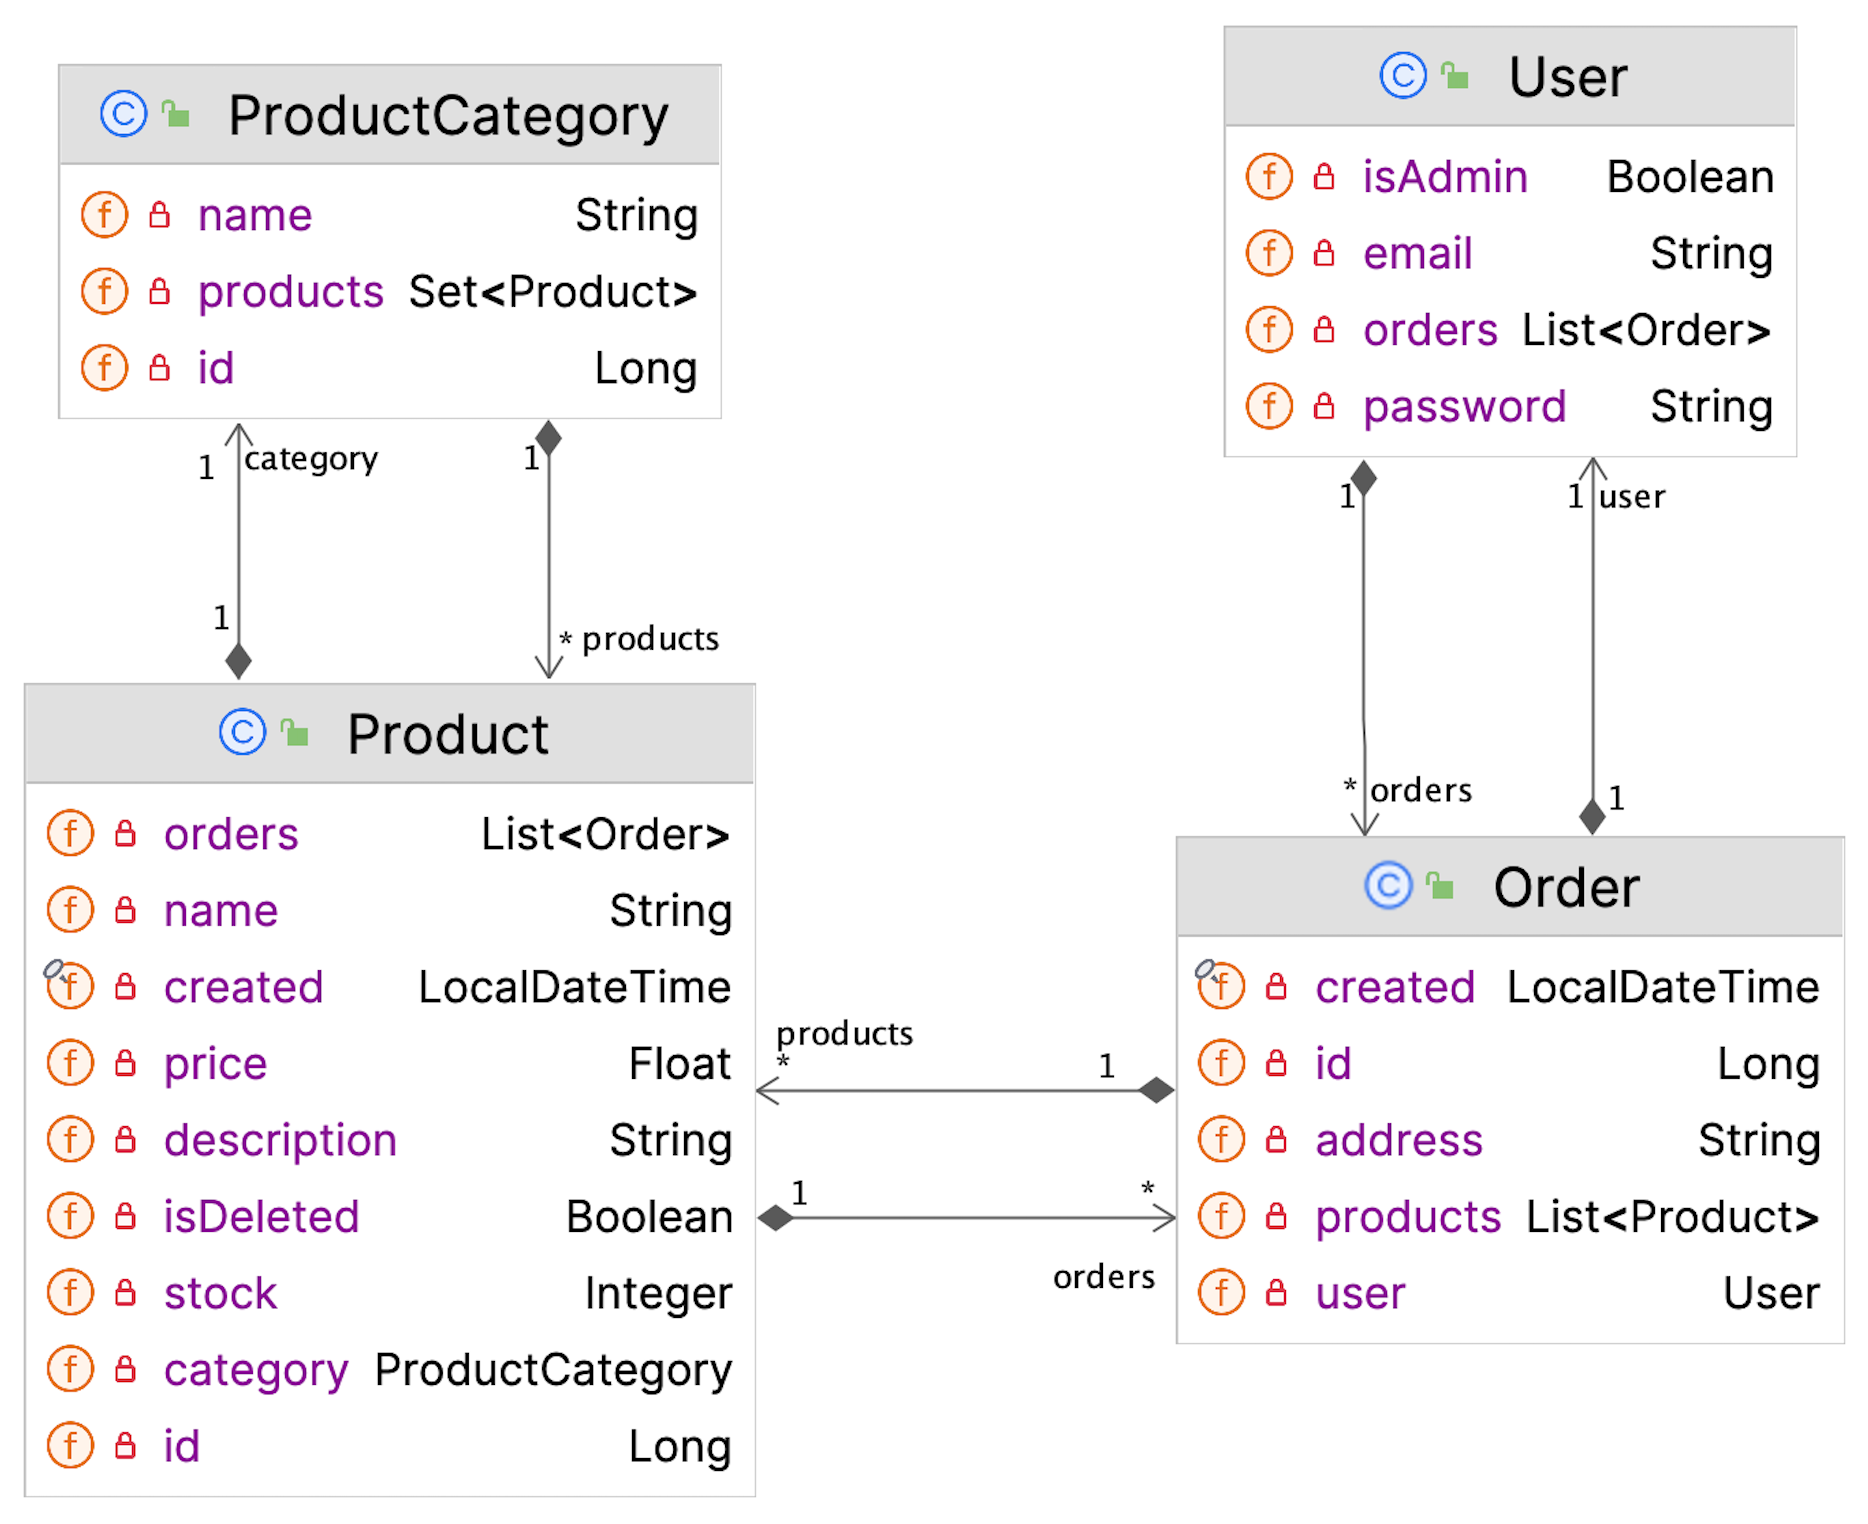 ProductCategory
name String
products Set<Product>
id Long
User
isAdmin Boolean
email String
orders List<Order>
password String
1 category
1
1
* products
1
1 user
* orders
1
Product
orders List<Order>
name String
created LocalDateTime
price Float
description String
isDeleted Boolean
stock Integer
category ProductCategory
id Long
products
* 1
1 *
orders
Order
created LocalDateTime
id Long
address String
products List<Product>
user User